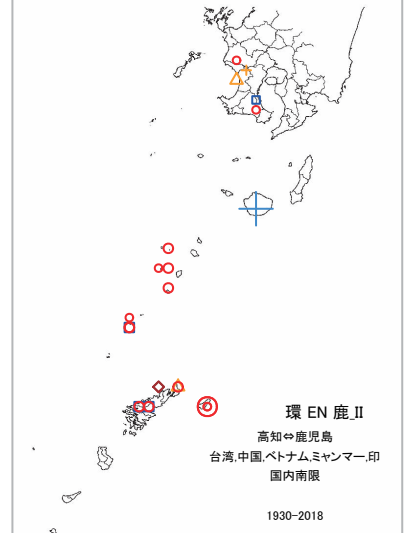 環 EN 鹿_II
高知⇔鹿児島
台湾,中国,ベトナム,ミャンマー,印
国内南限
1930-2018